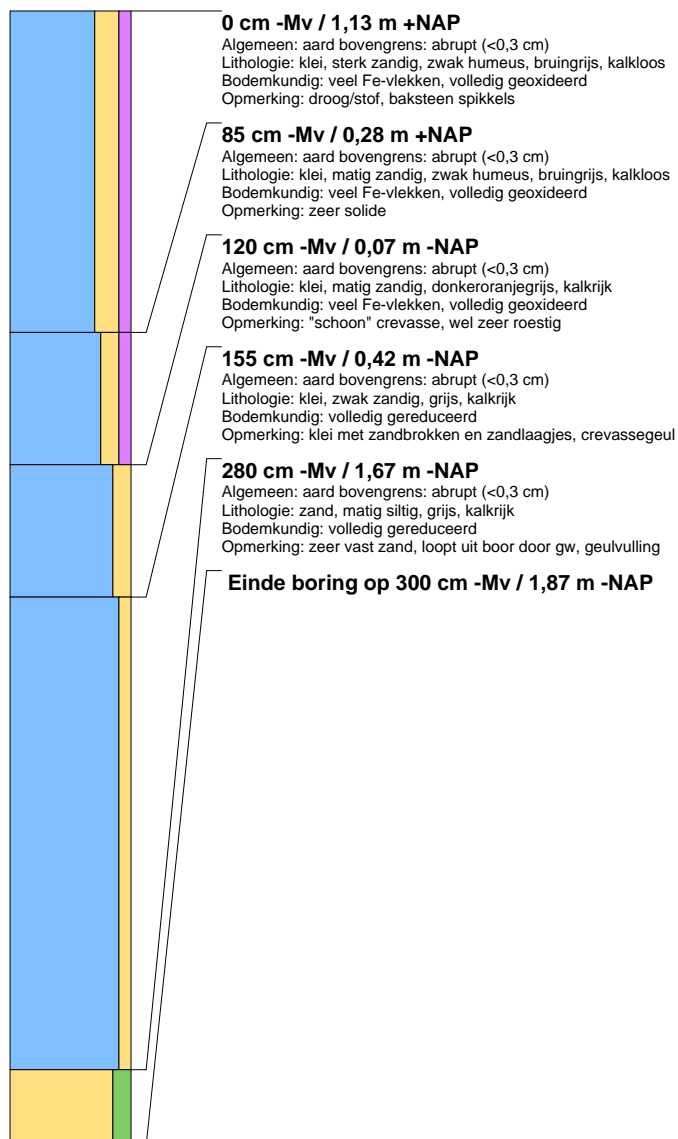 0 cm -Mv / 1,13 m +NAP
Algemeen: aard bovengrens: abrupt (<0,3 cm)
Lithologie: klei, sterk zandig, zwak humeus, bruingrijs, kalkloos
Bodemkundig: veel Fe-vlekken, volledig geoxideerd
Opmerking: droog/stof, baksteen spikkels
85 cm -Mv / 0,28 m +NAP
Algemeen: aard bovengrens: abrupt (<0,3 cm)
Lithologie: klei, matig zandig, zwak humeus, bruingrijs, kalkloos
Bodemkundig: veel Fe-vlekken, volledig geoxideerd
Opmerking: zeer solide
120 cm -Mv / 0,07 m -NAP
Algemeen: aard bovengrens: abrupt (<0,3 cm)
Lithologie: klei, matig zandig, donkeroranjegrijs, kalkrijk
Bodemkundig: veel Fe-vlekken, volledig geoxideerd
Opmerking: "schoon" crevasse, wel zeer roestig
155 cm -Mv / 0,42 m -NAP
Algemeen: aard bovengrens: abrupt (<0,3 cm)
Lithologie: klei, zwak zandig, grijs, kalkrijk
Bodemkundig: volledig gereduceerd
Opmerking: klei met zandbrokken en zandlaagjes, crevassegeul
280 cm -Mv / 1,67 m -NAP
Algemeen: aard bovengrens: abrupt (<0,3 cm)
Lithologie: zand, matig siltig, grijs, kalkrijk
Bodemkundig: volledig gereduceerd
Opmerking: zeer vast zand, loopt uit boor door gw, geulvulling
Einde boring op 300 cm -Mv / 1,87 m -NAP